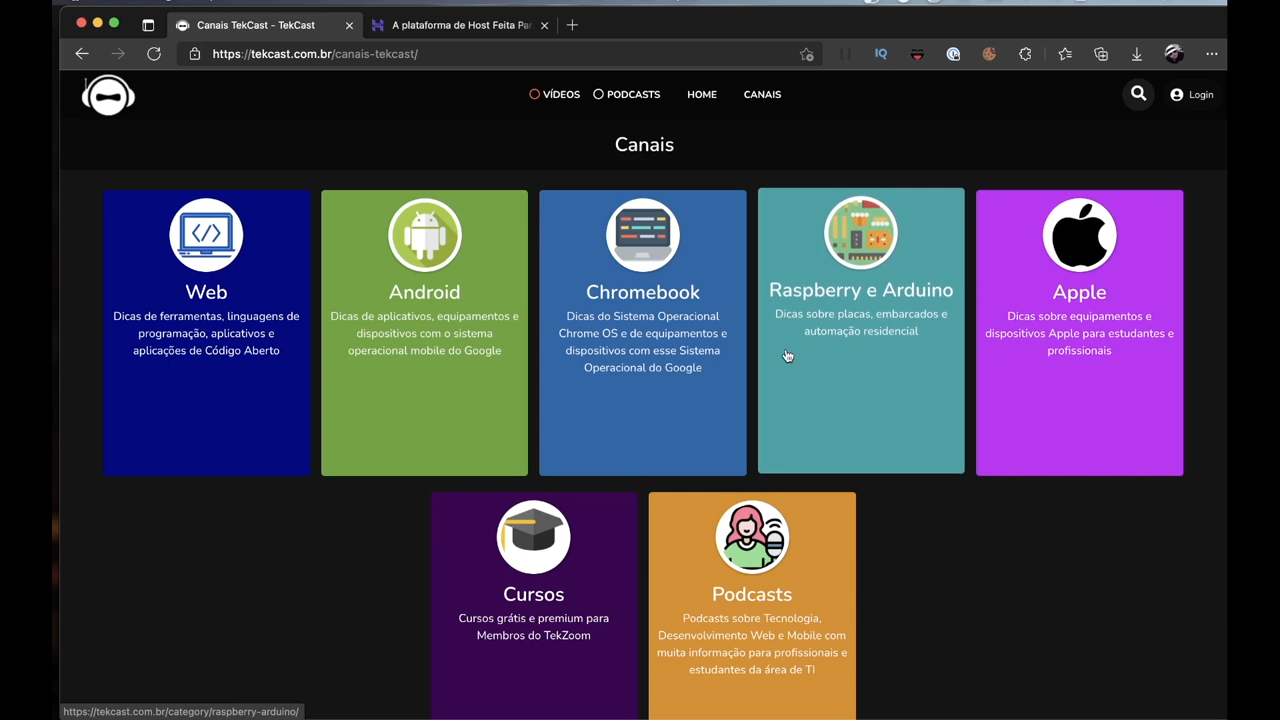 Canais TekCast - TekCast
A plataforma de Host Feita Par
https://tekcast.com.br/canais-tekcast/
IQ
VÍDEOS
PODCASTS
HOME
CANAIS
Login
Canais
Web
Dicas de ferramentas, linguagens de
programação, aplicativos e
aplicações de Código Aberto
Android
Dicas de aplicativos, equipamentos e
dispositivos com o sistema
operacional mobile do Google
Chromebook
Dicas do Sistema Operacional
Chrome OS e de equipamentos e
dispositivos com esse Sistema
Operacional do Google
Raspberry e Arduino
Dicas sobre placas, embarcados e
automação residencial
Apple
Dicas sobre equipamentos e
dispositivos Apple para estudantes e
profissionais
Cursos
Cursos grátis e premium para
Membros do TekZoom
Podcasts
Podcasts sobre Tecnologia,
Desenvolvimento Web e Mobile com
muita informação para profissionais e
estudantes da área de TI
https://tekcast.com.br/category/raspberry-arduino/